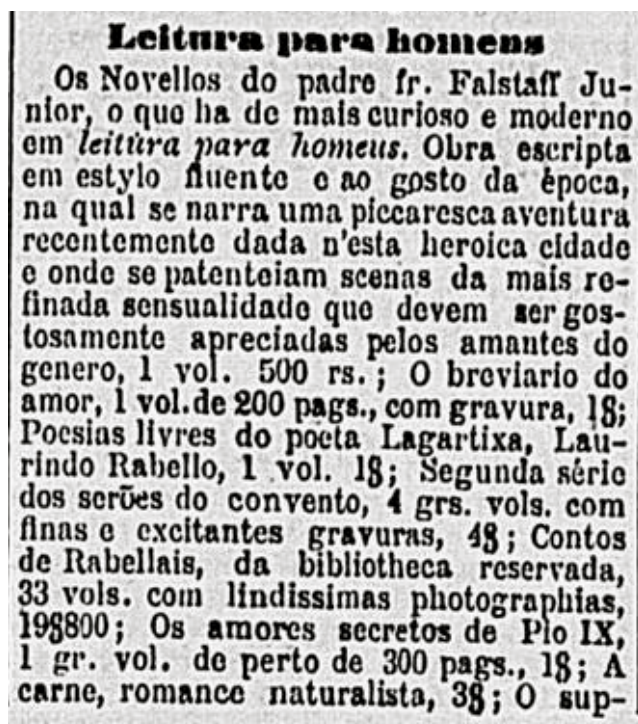 Leitura para homens
Os Novellos do padre fr. Falstaff Ju-
nior, o que ha de mais curioso e moderno
em leitura para homeus. Obra escripta
em estylo fluente e ao gosto da época,
na qual se narra uma piccaresca aventura
recentemente dada n'esta heroica cidade
e onde se patenteiam scenas da mais re-
finada sensualidade que devem ser gos-
tosamente apreciadas pelos amantes do
genero, 1 vol. 500 rs.; O breviario do
amor, 1 vol. de 200 pags., com gravura, 1$;
Poesias livres do poeta Lagartixa, Lau-
rindo Rabello, 1 vol. 1$; Segunda série
dos serões do convento, 4 grs. vols. com
finas e excitantes gravuras, 4$; Contos
de Rabellais, da bibliotheca reservada,
33 vols. com lindissimas photographias,
19$800; Os amores secretos de Pio IX,
1 gr. vol. de perto de 300 pags., 1$; A
carne, romance naturalista, 3$; O sup-